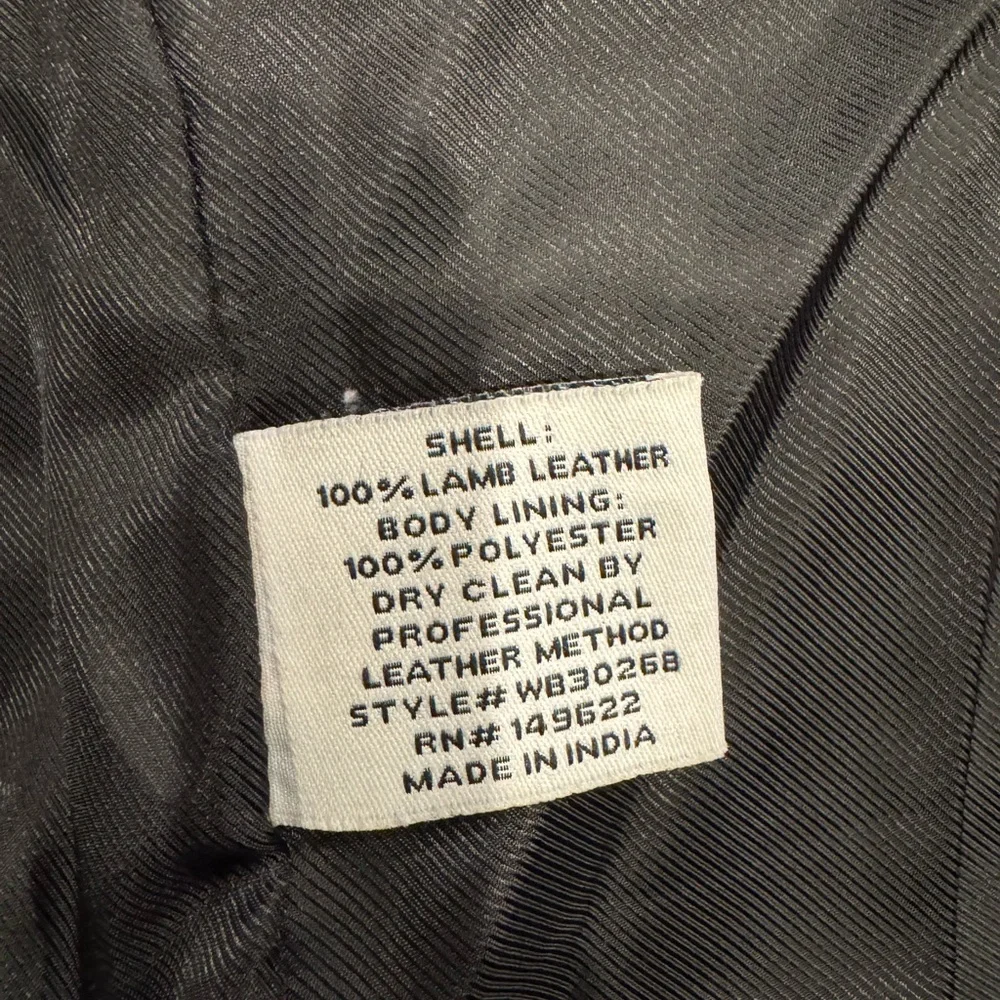 SHELL:
100% LAMB LEATHER
BODY LINING:
100% POLYESTER
DRY CLEAN BY
PROFESSIONAL
LEATHER METHOD
STYLE# WB30268
RN# 149622
MADE IN INDIA